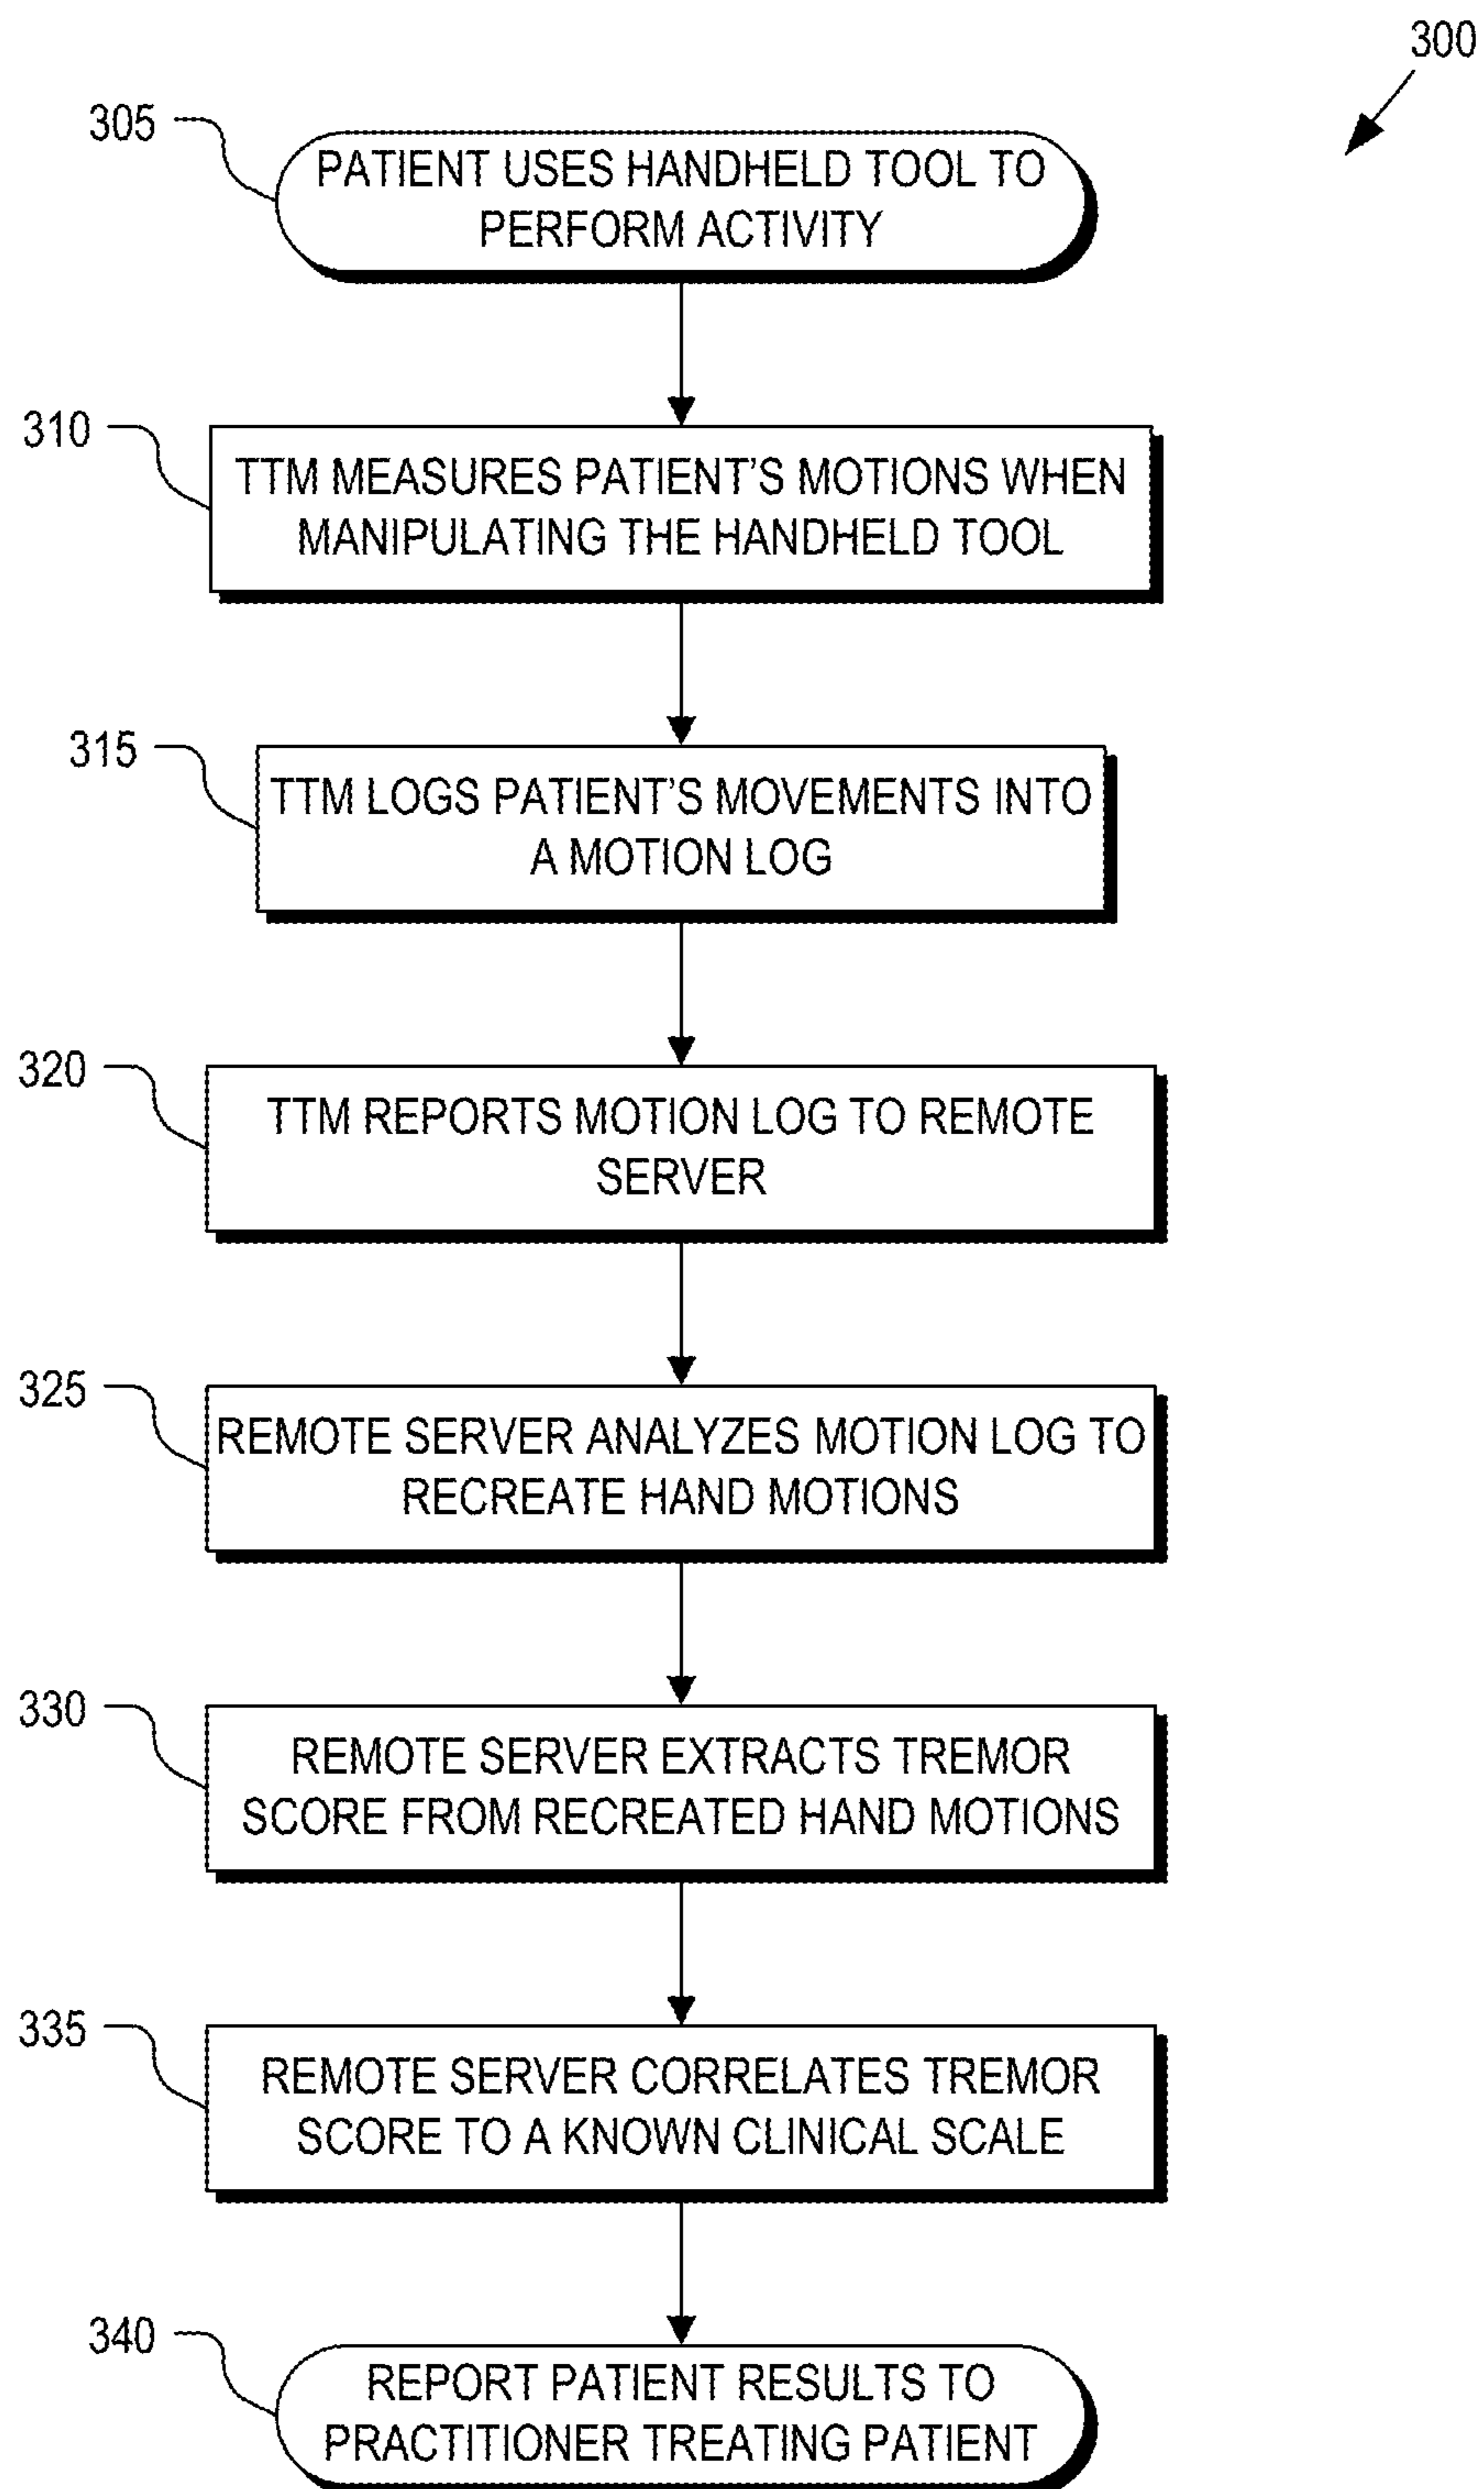 300
305
PATIENT USES HANDHELD TOOL TO
PERFORM ACTIVITY
310
TTM MEASURES PATIENT'S MOTIONS WHEN
MANIPULATING THE HANDHELD TOOL
315
TTM LOGS PATIENT'S MOVEMENTS INTO
A MOTION LOG
320
TTM REPORTS MOTION LOG TO REMOTE
SERVER
325
REMOTE SERVER ANALYZES MOTION LOG TO
RECREATE HAND MOTIONS
330
REMOTE SERVER EXTRACTS TREMOR
SCORE FROM RECREATED HAND MOTIONS
335
REMOTE SERVER CORRELATES TREMOR
SCORE TO A KNOWN CLINICAL SCALE
340
REPORT PATIENT RESULTS TO
PRACTITIONER TREATING PATIENT